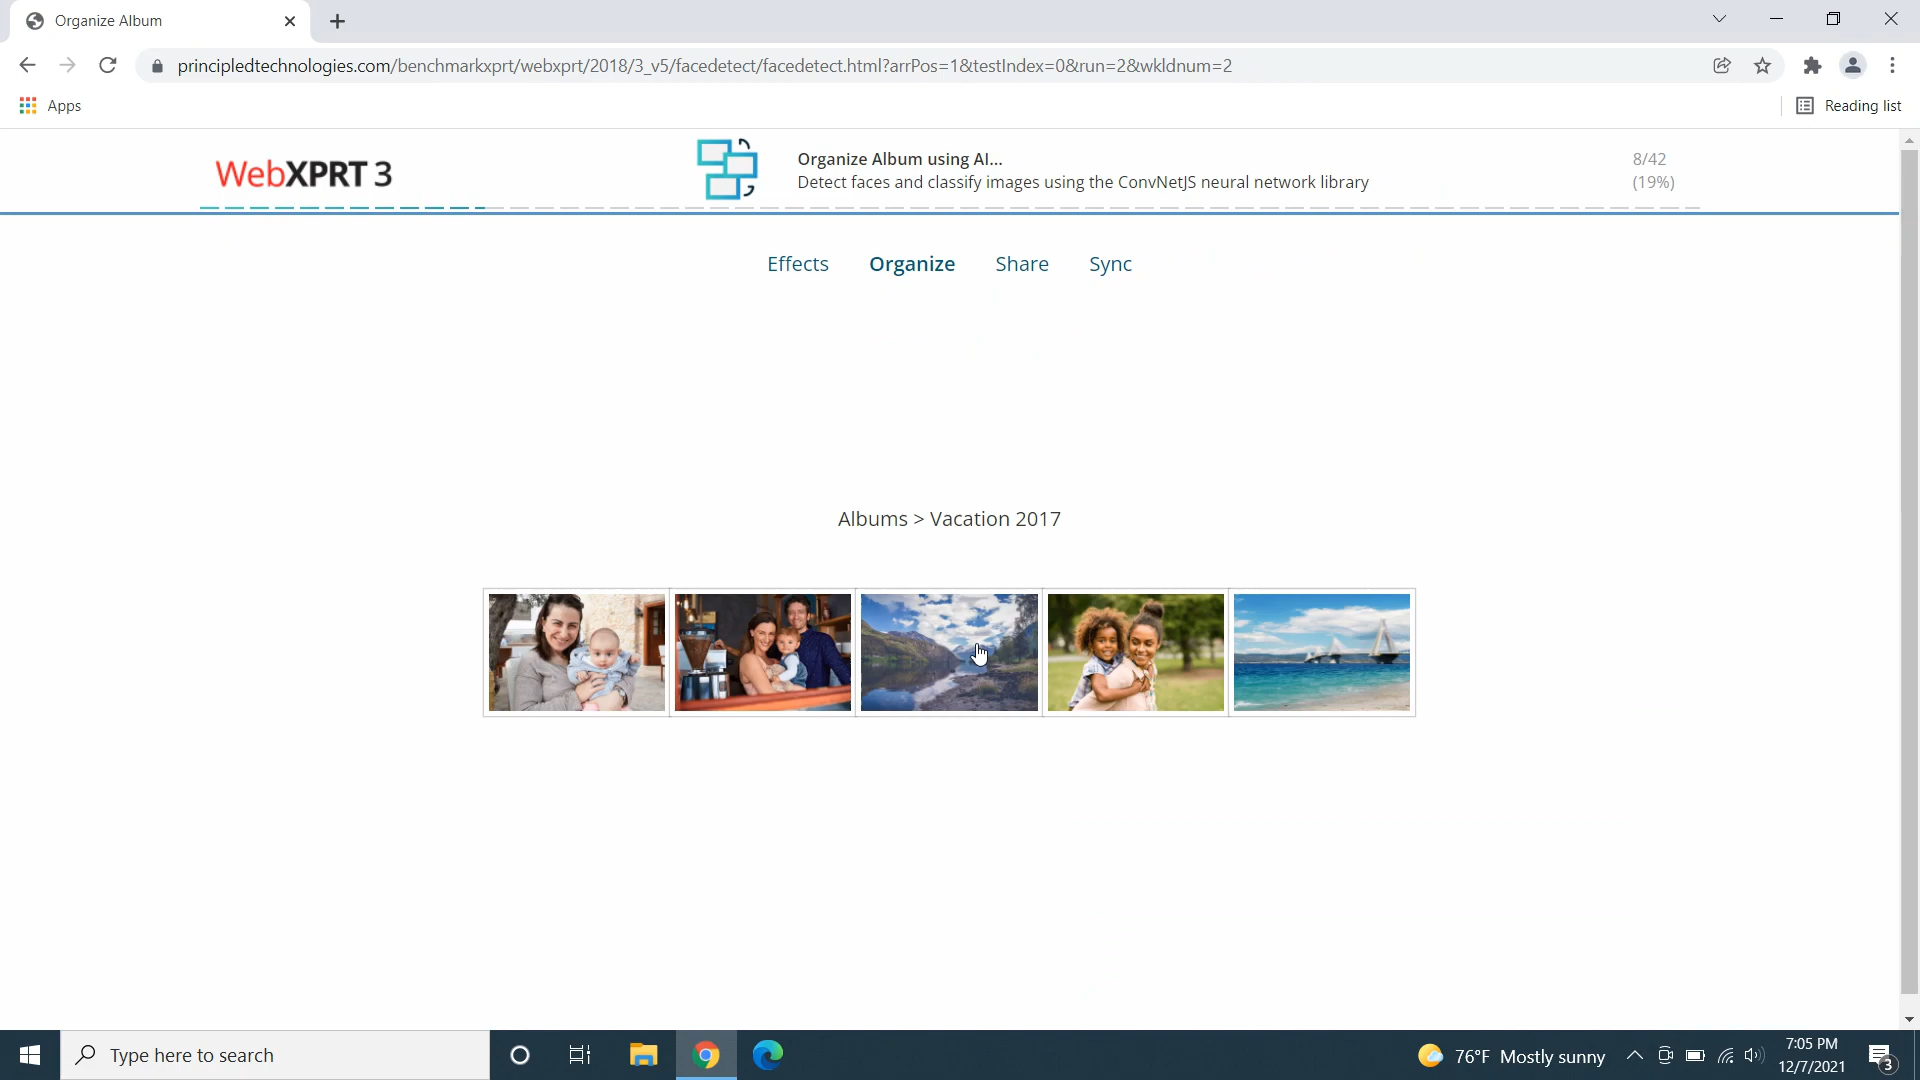 Organize Album
principledtechnologies.com/benchmarkxprt/webxprt/2018/3_v5/facedetect/facedetect.html?arrPos=1&testIndex=0&run=2&wkldnum=2
Apps
Reading list
WebXPRT 3
Organize Album using AI...
Detect faces and classify images using the ConvNetJS neural network library
8/42
(19%)
Effects Organize Share Sync
Albums > Vacation 2017
Type here to search
76°F Mostly sunny
7:05 PM
12/7/2021
3